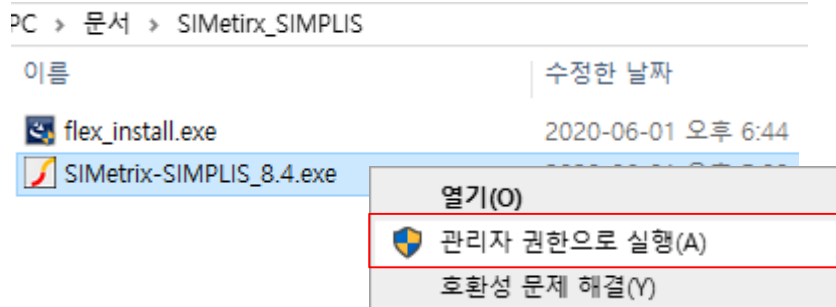 PC > 문서 > SIMetirx_SIMPLIS
이름 수정한 날짜
flex_install.exe 2020-06-01 오후 6:44
SIMetrix-SIMPLIS_8.4.exe
열기(O)
관리자 권한으로 실행(A)
호환성 문제 해결(Y)